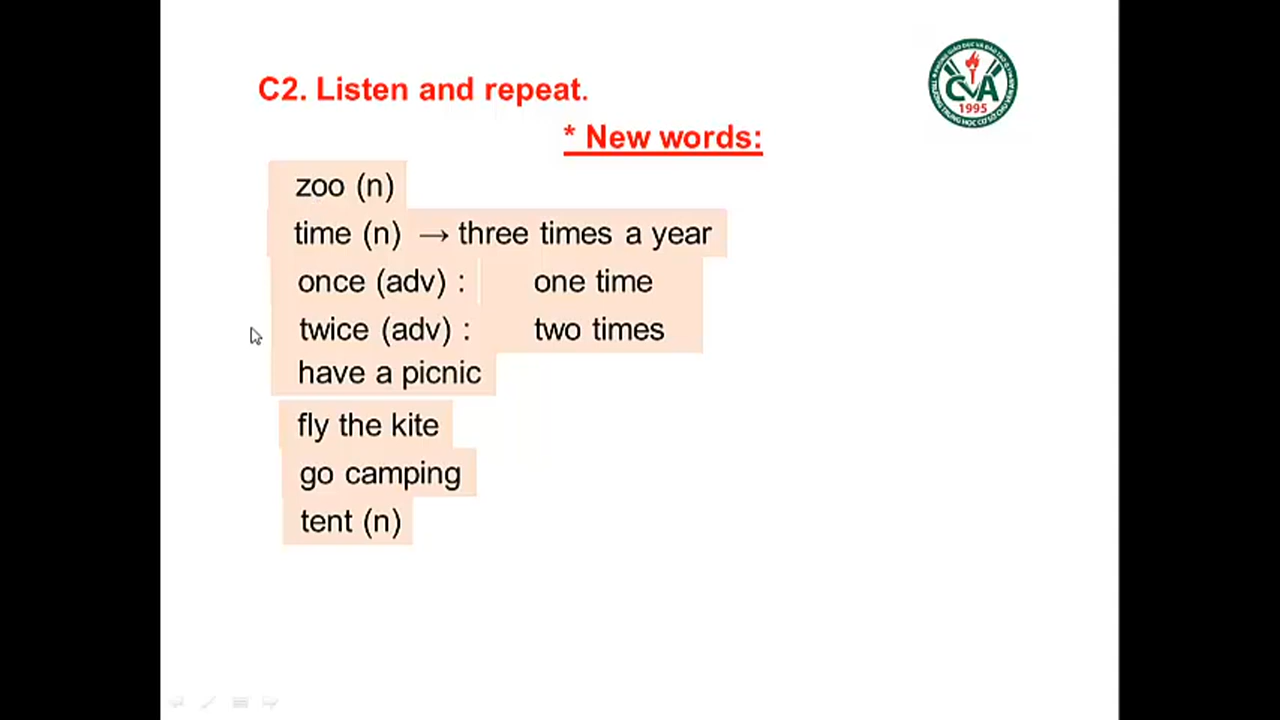 C2. Listen and repeat.
* New words:
zoo (n)
time (n) → three times a year
once (adv) : one time
twice (adv) : two times
have a picnic
fly the kite
go camping
tent (n)
CVA
1995